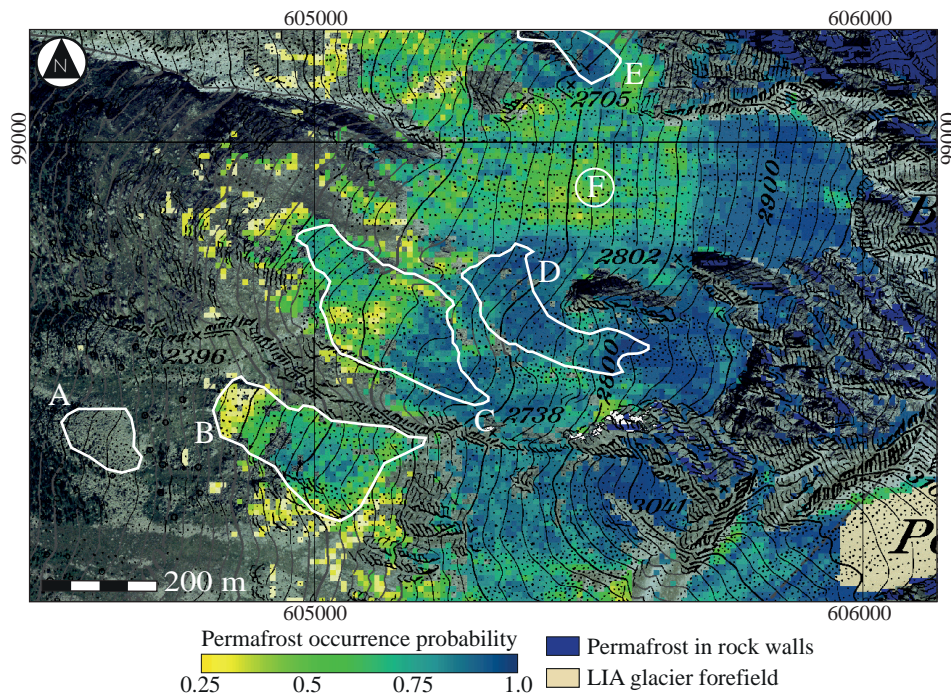 605000 606000
N
E
2705
99000 99000
F
2900
D
2802
2396
2800
A
C
2738
B
3041
200 m
605000 606000
Permafrost occurrence probability
0.25 0.5 0.75 1.0
Permafrost in rock walls
LIA glacier forefield